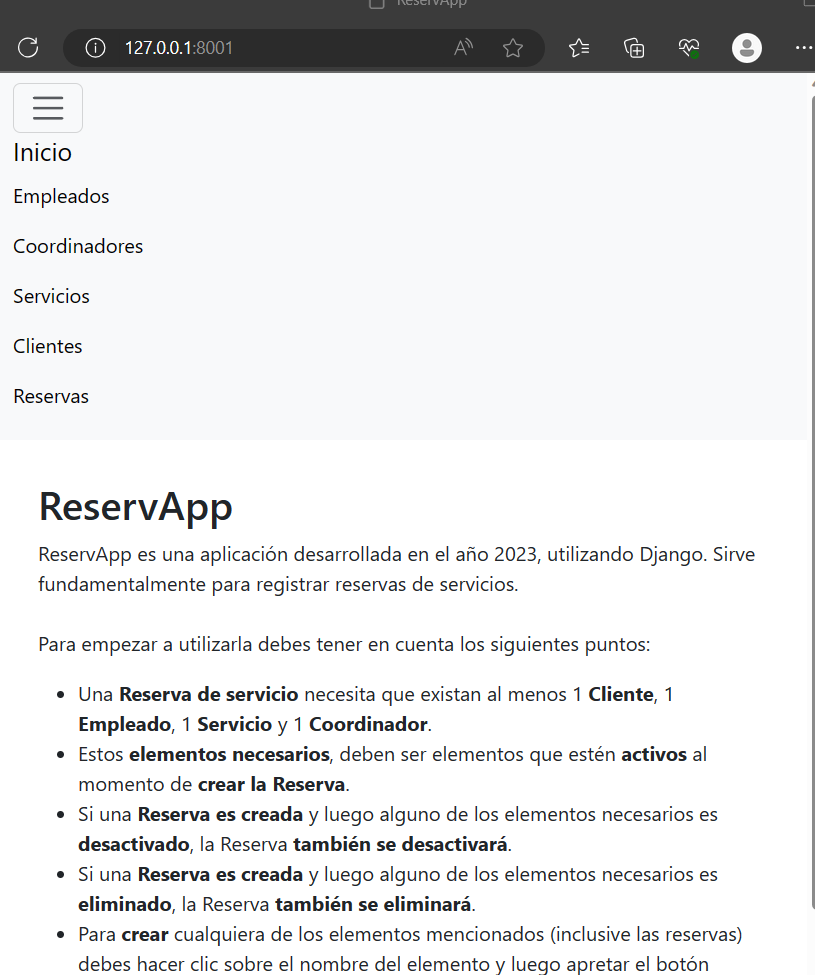 ReservApp
127.0.0.1:8001
Inicio
Empleados
Coordinadores
Servicios
Clientes
Reservas
ReservApp
ReservApp es una aplicación desarrollada en el año 2023, utilizando Django. Sirve
fundamentalmente para registrar reservas de servicios.
Para empezar a utilizarla debes tener en cuenta los siguientes puntos:
• Una Reserva de servicio necesita que existan al menos 1 Cliente, 1
Empleado, 1 Servicio y 1 Coordinador.
• Estos elementos necesarios, deben ser elementos que estén activos al
momento de crear la Reserva.
• Si una Reserva es creada y luego alguno de los elementos necesarios es
desactivado, la Reserva también se desactivará.
• Si una Reserva es creada y luego alguno de los elementos necesarios es
eliminado, la Reserva también se eliminará.
• Para crear cualquiera de los elementos mencionados (inclusive las reservas)
debes hacer clic sobre el nombre del elemento y luego apretar el botón